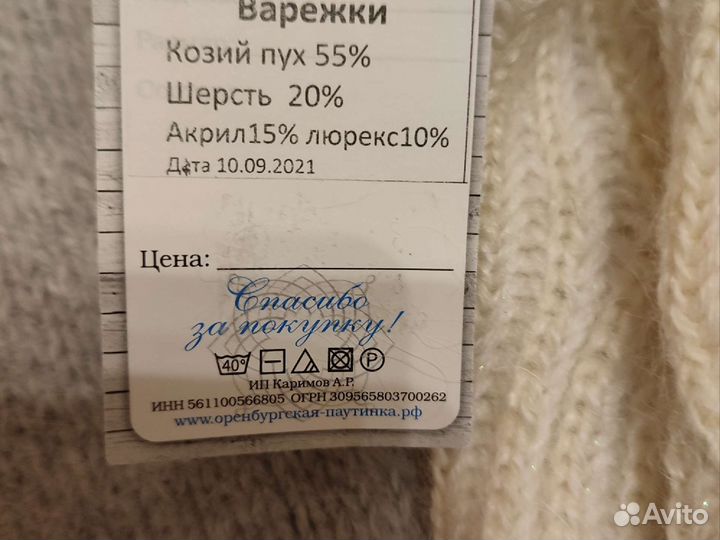 Варежки
Козий пух 55%
Шерсть 20%
Акрил15% люрекс10%
Дата 10.09.2021
Цена:
Спасибо
за покупку!
40° P
ИП Каримов А.Р.
ИНН 561100566805 ОГРН 309565803700262
www.оренбургская-паутинка.рф
Avito